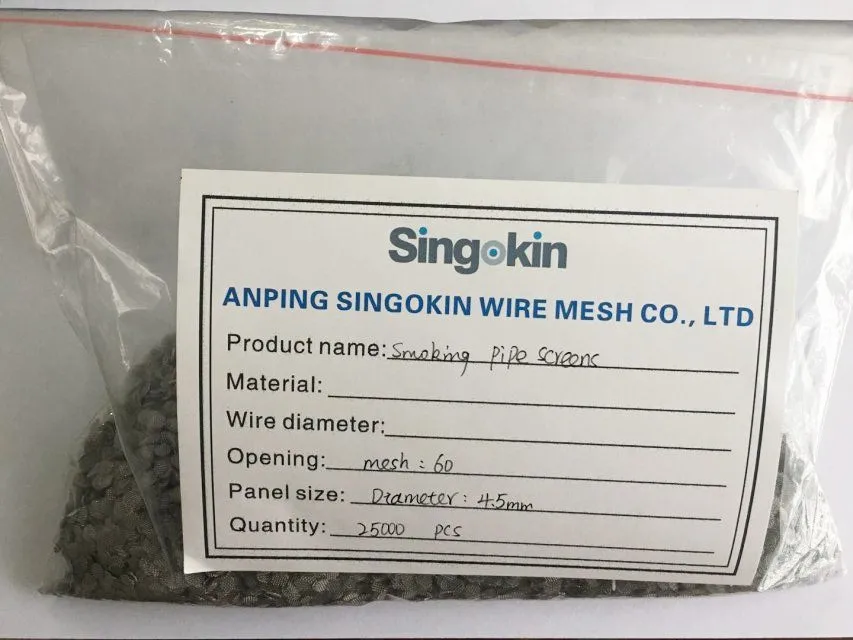 Singokin
ANPING SINGOKIN WIRE MESH CO., LTD
Product name: Smoking pipe screens
Material:
Wire diameter:
Opening: mesh: 60
Panel size: Diameter: 4.5mm
Quantity: 25000 pcs